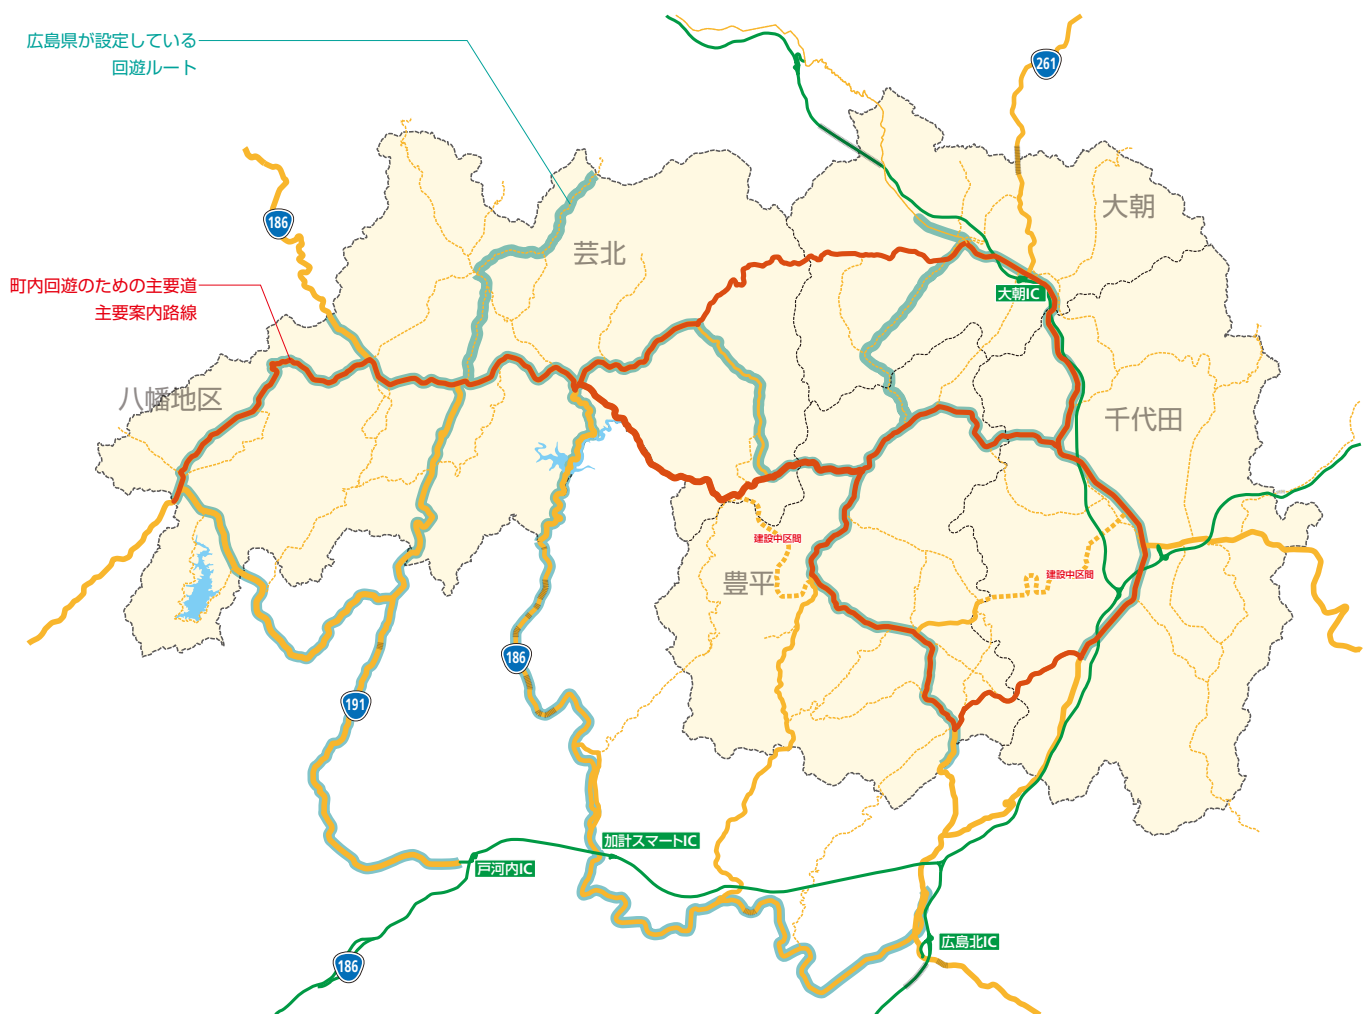 広島県が設定している
回遊ルート
261
186
大朝
芸北
町内回遊のための主要道
主要案内路線
大朝IC
八幡地区
千代田
建設中区間
豊平
建設中区間
186
191
加計スマートIC
戸河内IC
広島北IC
186